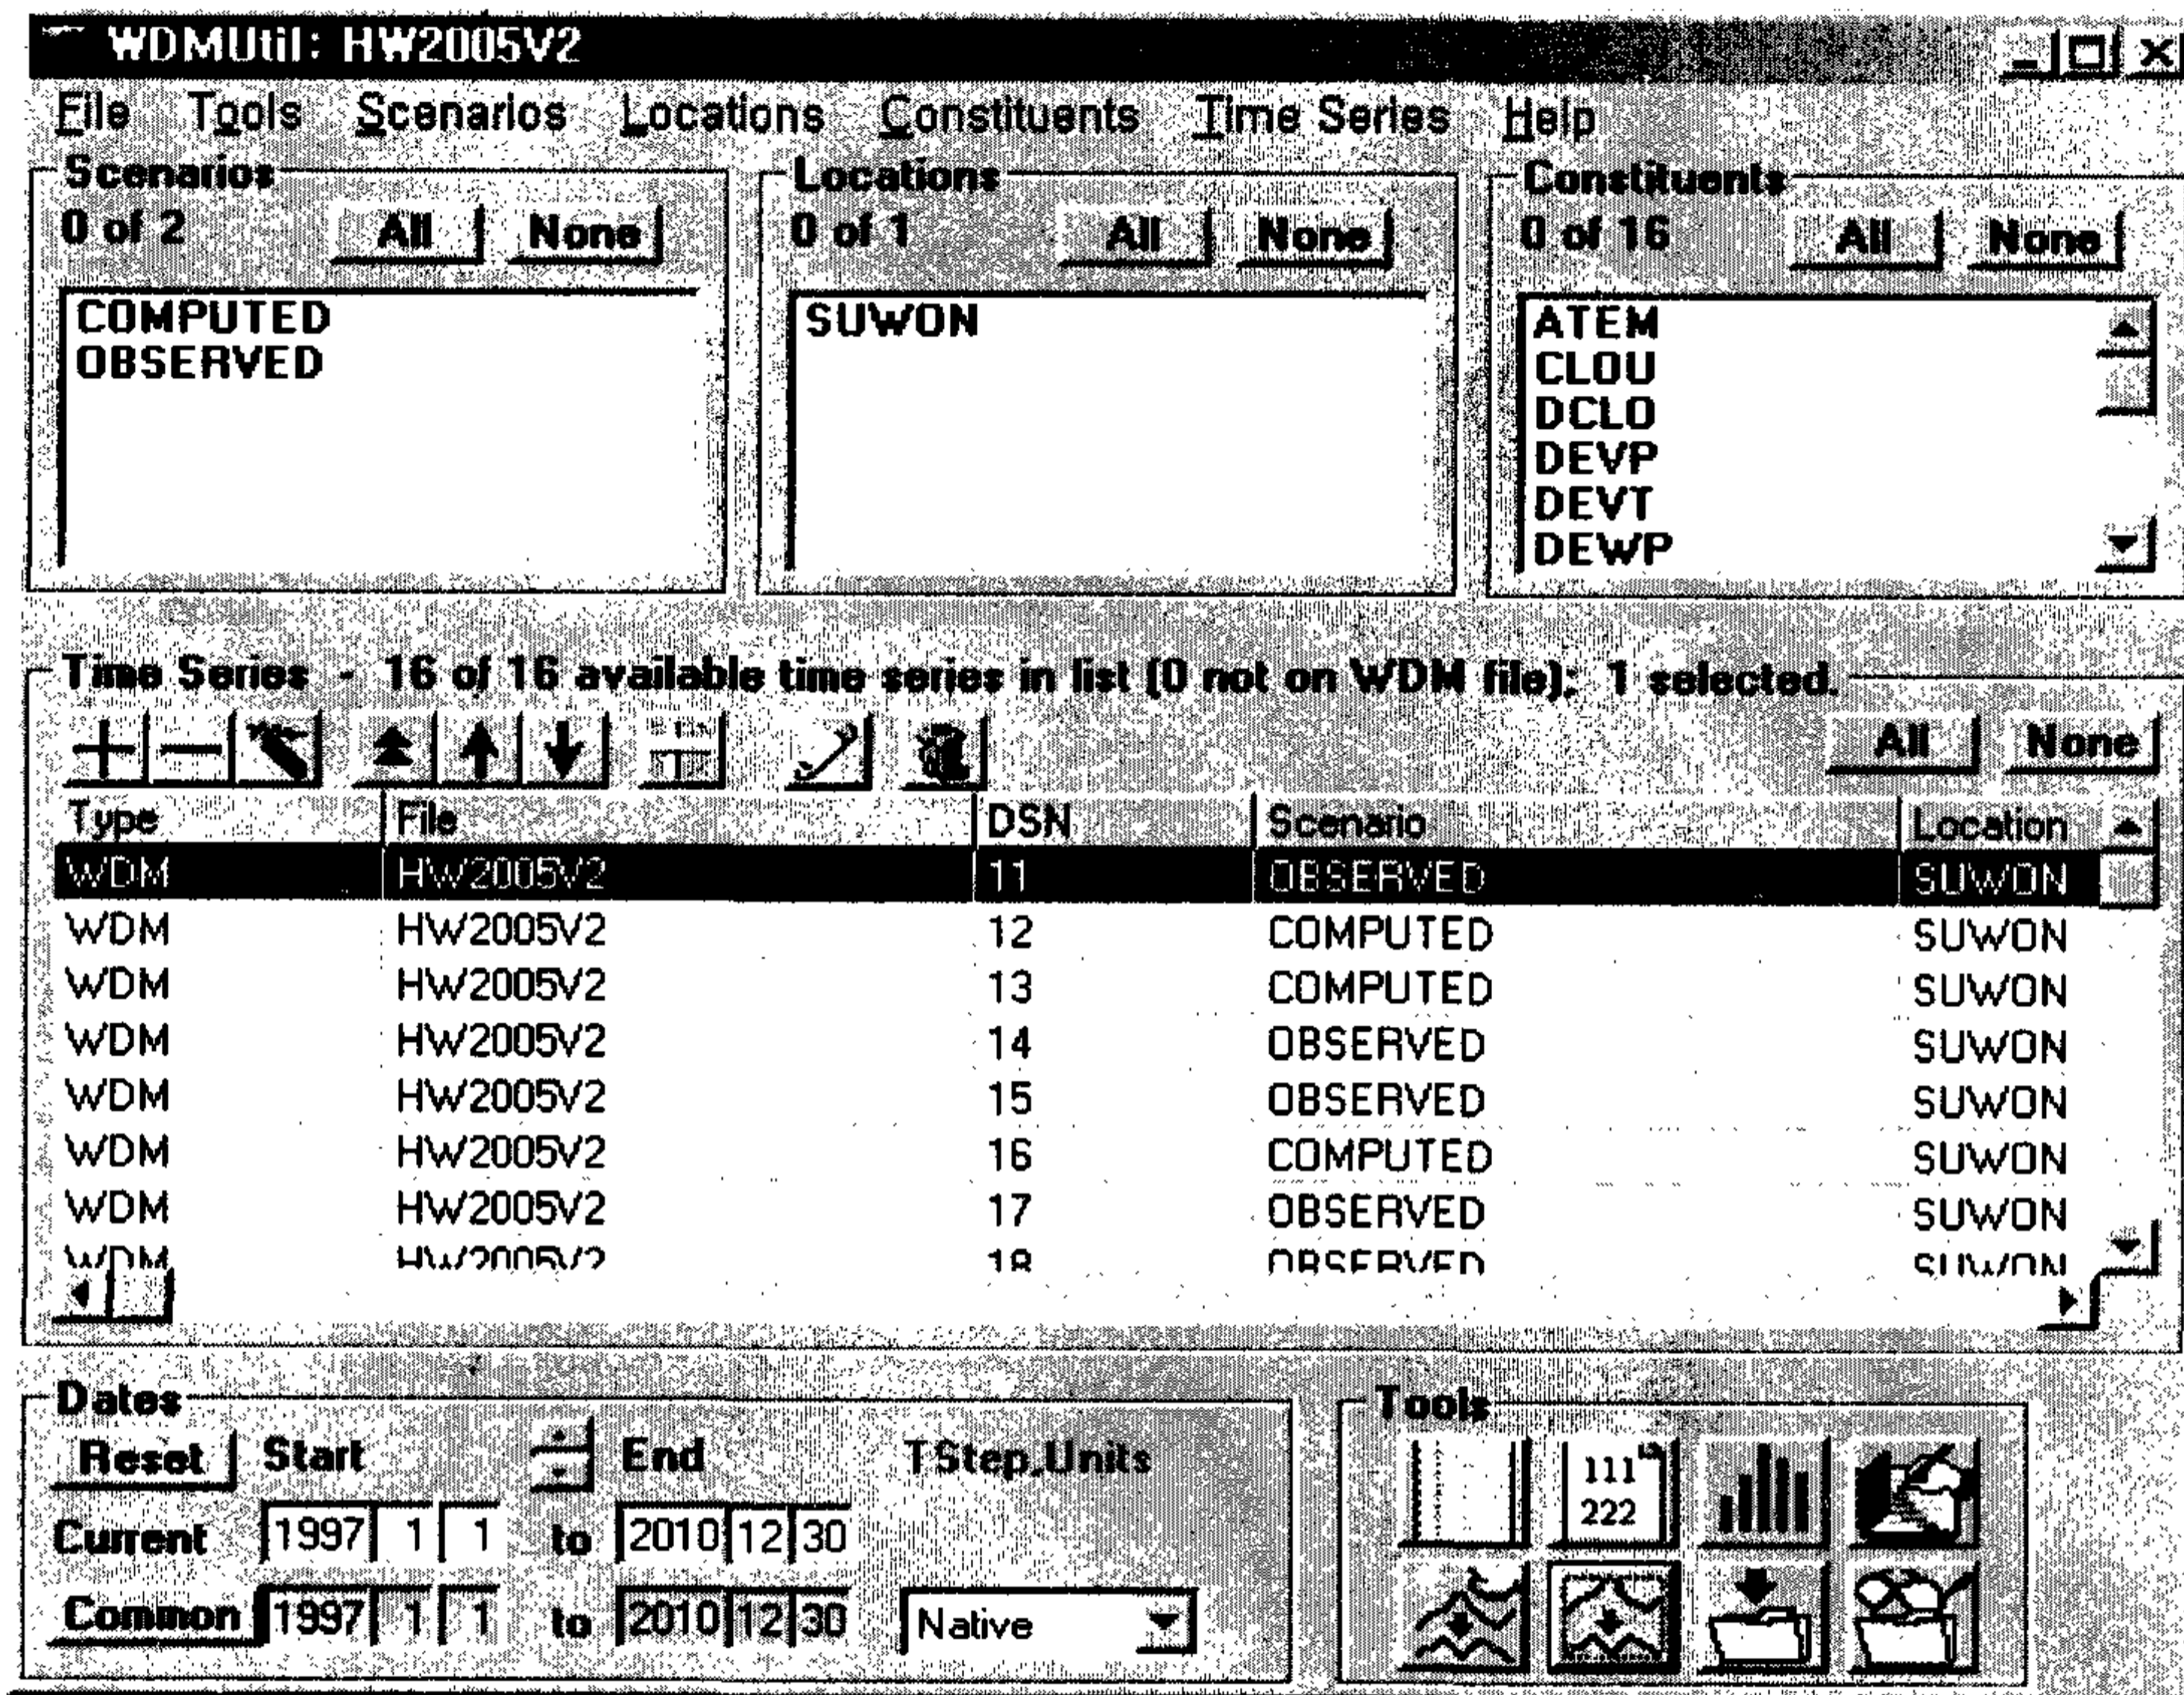 WDMUtil: HW2005V2
File Tools Scenarios Locations Constituents Time Series Help
Scenarios
0 of 2 All None
COMPUTED
OBSERVED
Locations
0 of 1 All None
SUWON
Constituents
0 of 16 All None
ATEM
CLOU
DCLO
DEVP
DEVT
DEWP
Time Series - 16 of 16 available time series in list (0 not on WDM file): 1 selected.
All None
Type File DSN Scenario Location
WDM HW2005V2 11 OBSERVED SUWON
WDM HW2005V2 12 COMPUTED SUWON
WDM HW2005V2 13 COMPUTED SUWON
WDM HW2005V2 14 OBSERVED SUWON
WDM HW2005V2 15 OBSERVED SUWON
WDM HW2005V2 16 COMPUTED SUWON
WDM HW2005V2 17 OBSERVED SUWON
WDM HW2005V2 18 OBSERVED SUWON
Dates
Reset Start End TStep,Units
Current 1997 1 1 to 2010 12 30
Common 1997 1 1 to 2010 12 30 Native
Tools
111
222